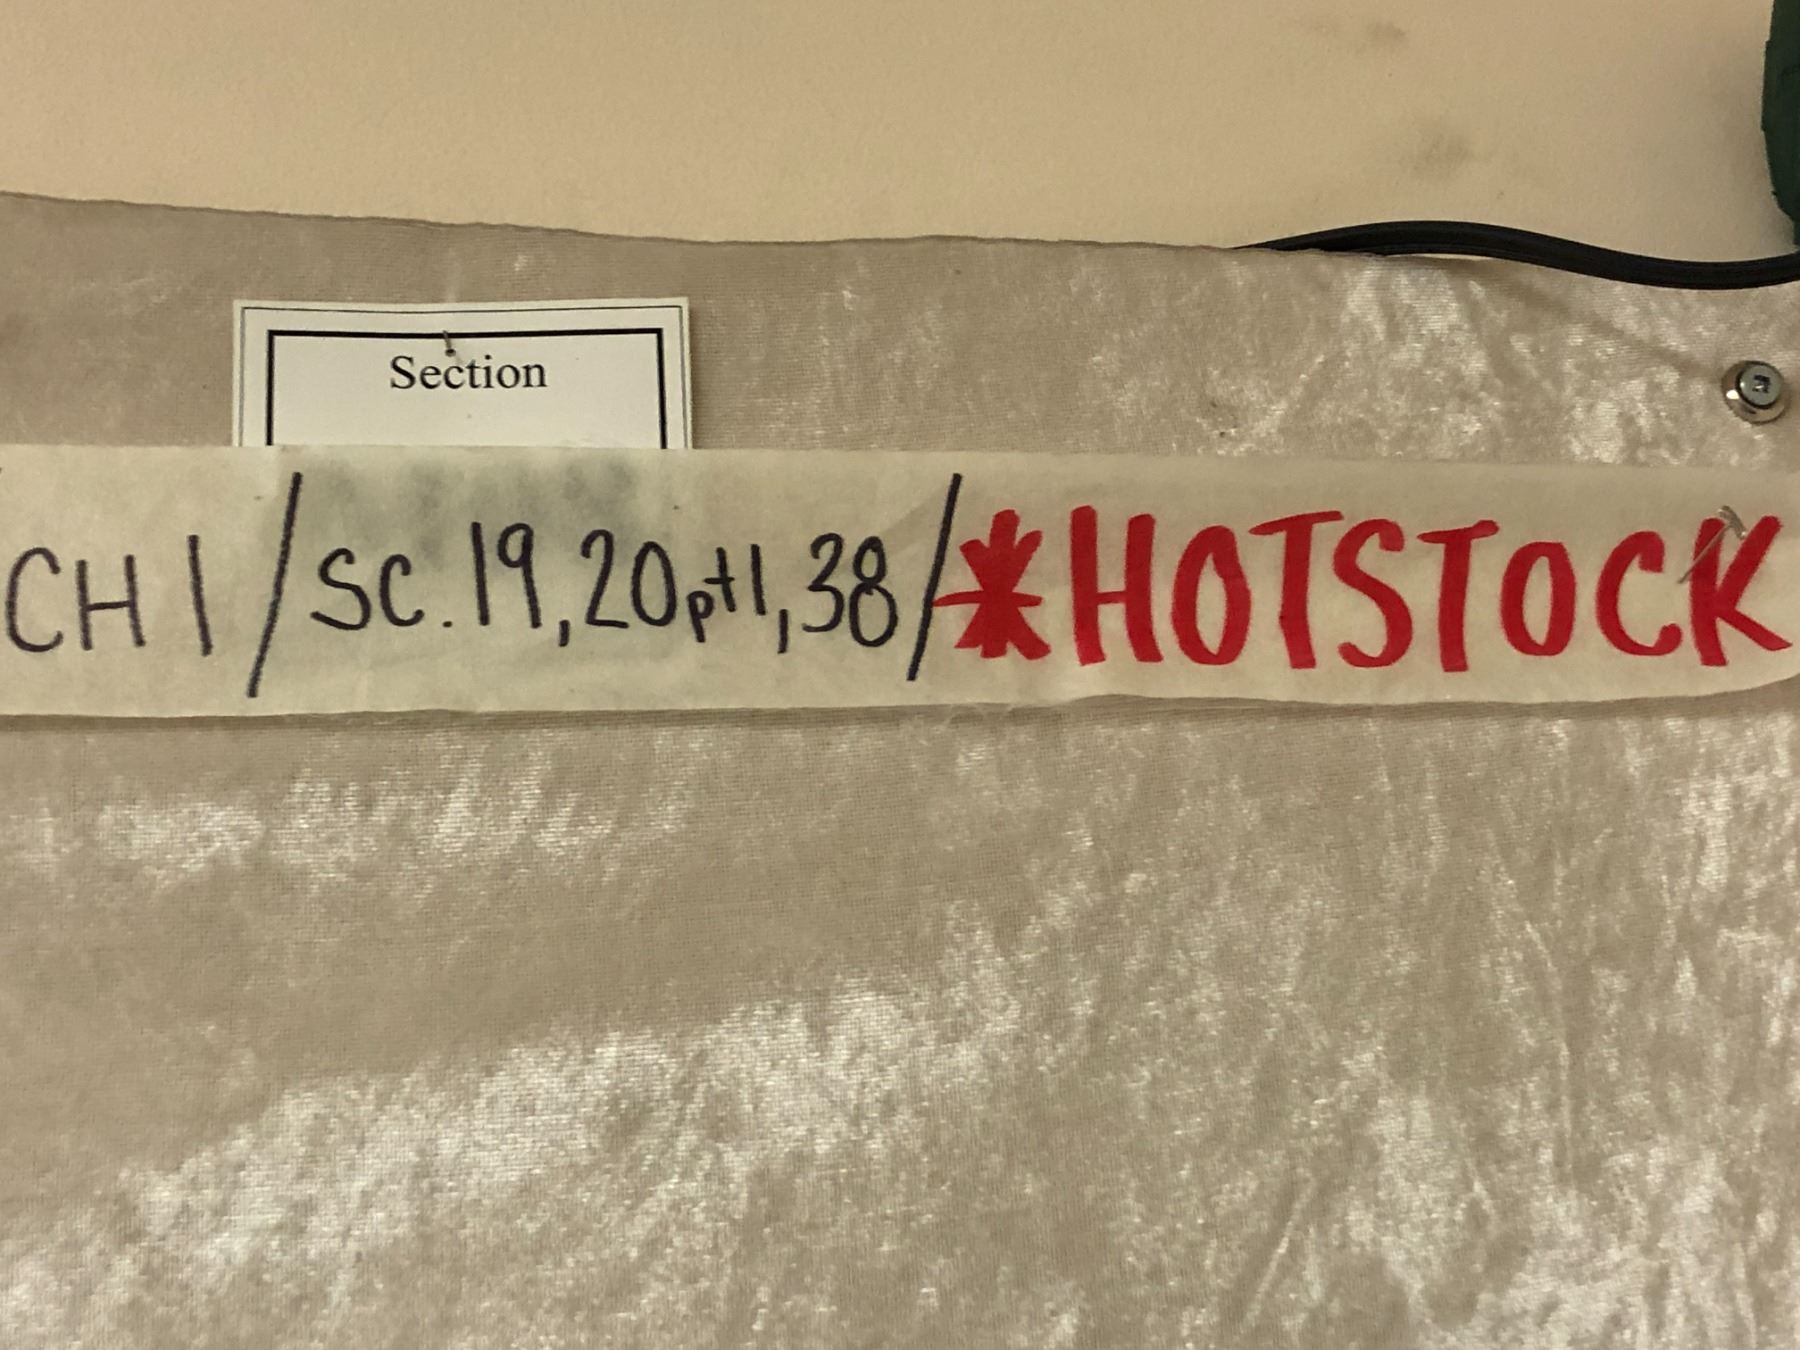 Section
CH 1 / SC. 19, 20pt1, 38 / *HOTSTOCK